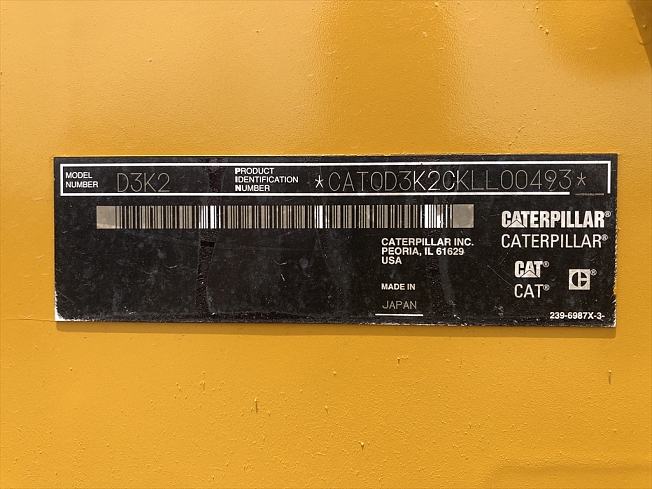 MODEL NUMBER D3K2 PRODUCT IDENTIFICATION NUMBER *CAT0D3K2CKLL00493*
CATERPILLAR®
CATERPILLAR®
CATERPILLAR INC.
PEORIA, IL 61629
USA
CAT®
CAT®
C®
MADE IN
JAPAN
239-6987X-3-